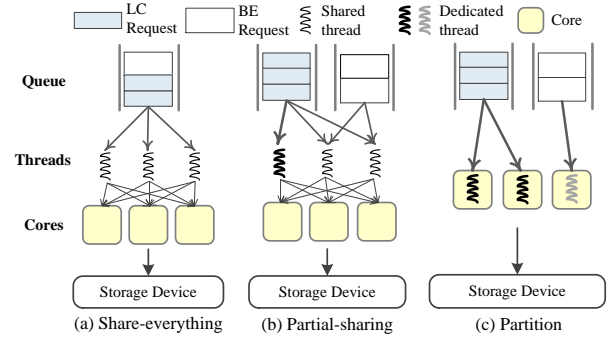 LC Request
BE Request
Shared thread
Dedicated thread
Core
Queue
Threads
Cores
Storage Device
Storage Device
Storage Device
(a) Share-everything
(b) Partial-sharing
(c) Partition